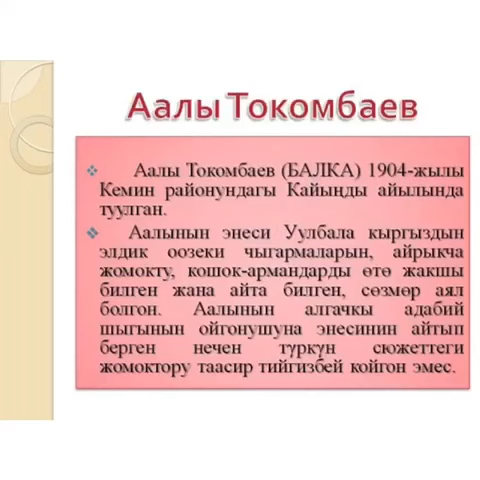 Аалы Токомбаев
Аалы Токомбаев (БАЛКА) 1904-жылы
Кемин районундагы Кайыңды айылында
туулган.
Аалынын энеси Уулбала кыргыздын
элдик оозеки чыгармаларын, айрыкча
жомокту, кошок-армандарды өтө жакшы
билген жана айта билген, сөзмөр аял
болгон. Аалынын алгачкы адабий
шыгынын ойгонушуна энесинин айтып
берген нечен түркүн сюжеттеги
жомоктору таасир тийгизбей койгон эмес.